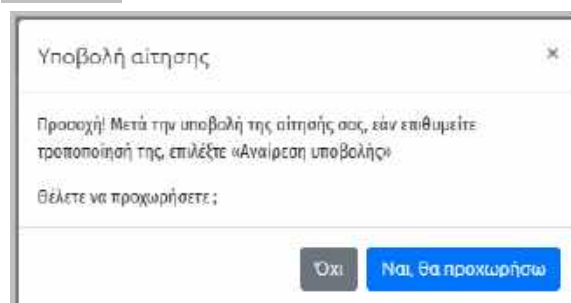 Υποβολή αίτησης ×
Προσοχή! Μετά την υποβολή της αίτησής σας, εάν επιθυμείτε
τροποποίησή της, επιλέξτε «Αναίρεση υποβολής»
Θέλετε να προχωρήσετε;
Όχι Ναι, θα προχωρήσω